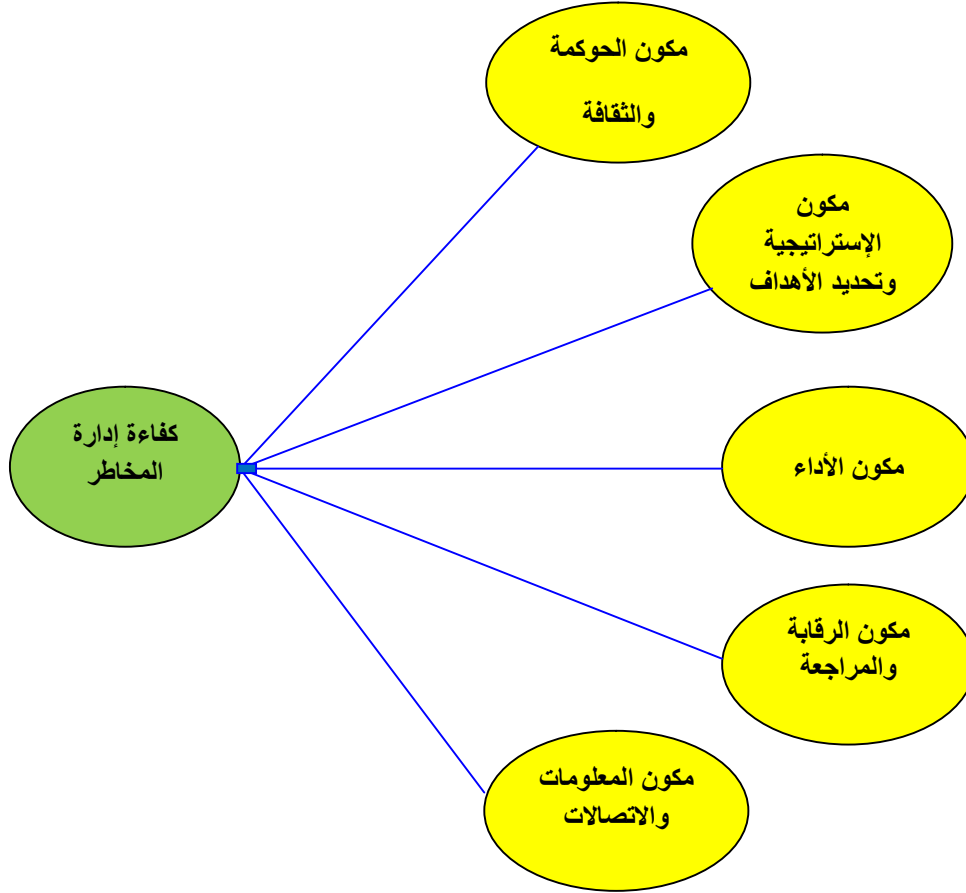 مكون الحوكمة
والثقافة
مكون
الإستراتيجية
وتحديد الأهداف
كفاءة إدارة
المخاطر
مكون الأداء
مكون الرقابة
والمراجعة
مكون المعلومات
والاتصالات